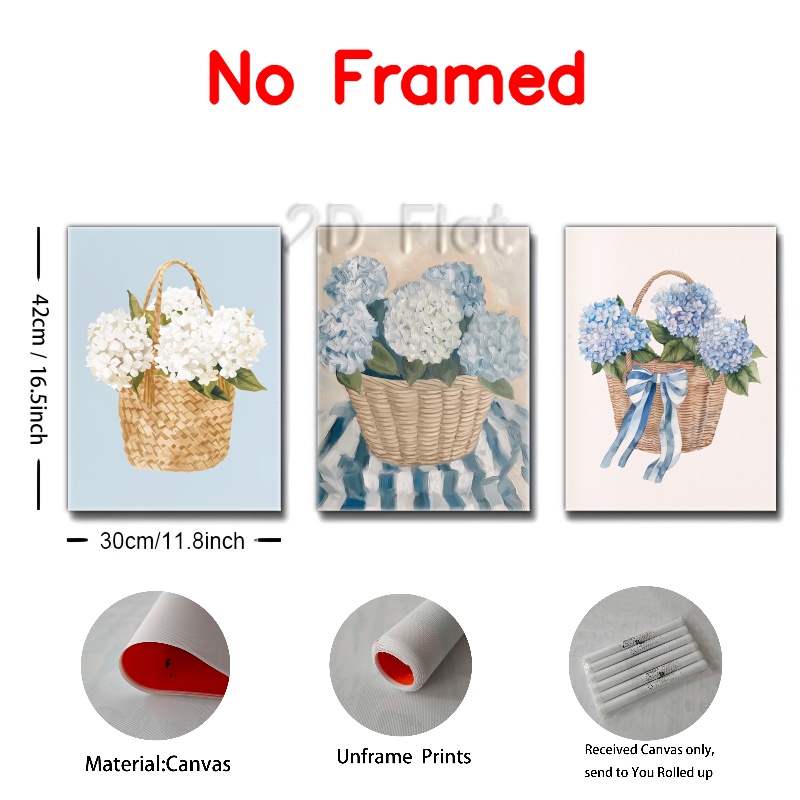 No Framed
2D Flat
42cm / 16.5inch
30cm/11.8inch
Material:Canvas
Unframe Prints
Received Canvas only,
send to You Rolled up